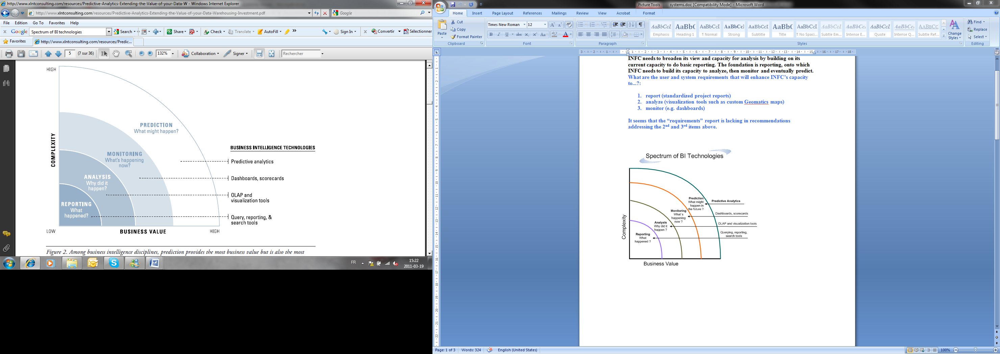 http://www.xlntconsulting.com/resources/Predictive-Analytics-Extending-the-Value-of-your-Data-W - Windows Internet Explorer
http://www.xlntconsulting.com/resources/Predictive-Analytics-Extending-the-Value-of-your-Data-Warehousing-Investment.pdf
Google
File Edition Go To Favorites Help
Google Spectrum of BI technologies Search Share Check Translate AutoFill Sign In Convertir Sélectionner
Favorites http://www.xlntconsulting.com/resources/Predic...
5 (7 sur 36) 132% Collaboration Signer Rechercher
HIGH
PREDICTION
What might happen?
COMPLEXITY
BUSINESS INTELLIGENCE TECHNOLOGIES
MONITORING
What's happening
now?
Predictive analytics
ANALYSIS
Why did it
happen?
Dashboards, scorecards
OLAP and
visualization tools
REPORTING
What
happened?
Query, reporting, &
search tools
LOW BUSINESS VALUE HIGH
Figure 2. Among business intelligence disciplines, prediction provides the most business value but is also the most
FR
15:22
2011-03-19
Picture Tools systems.doc [Compatibility Mode] - Microsoft Word
Home Insert Page Layout References Mailings Review View Acrobat Format
Paste
Cut
Copy
Format Painter
Clipboard
Times New Roman 12
Font
Paragraph
AaBbCcL AaBbC AaBbCcI AaBbCcI AaBbCcI AaBbC AaBbCcI AaBbCcL AaBbCcL AaBbCcL AaBbCcL AABBCC
Emphasis Heading 1 ¶ Normal Strong Subtitle Title ¶ No Spaci... Subtle Em... Intense E... Quote Intense Q... Subtle Ref...
Styles
Change
Styles
Find
Replace
Select
Editing
INFC needs to broaden its view and capacity for analysis by building on its
current capacity to do basic reporting. The foundation is reporting, onto which
INFC needs to build its capacity to analyze, then monitor and eventually predict.
What are the user and system requirements that will enhance INFC's capacity
to...?:
1. report (standardized project reports)
2. analyze (visualization tools such as custom Geomatics maps)
3. monitor (e.g. dashboards)
It seems that the “requirements” report is lacking in recommendations
addressing the 2nd and 3rd items above.
Spectrum of BI Technologies
Complexity
Prediction
What might
happen in
the future ?
Predictive Analytics
Monitoring
What's
happening
now ?
Dashboards, scorecards
Analysis
Why did it
happen ?
OLAP and visualization tools
Reporting
What
happened ?
Querying, reporting,
search tools
Business Value
Page: 1 of 3 Words: 324 English (United States) 100%